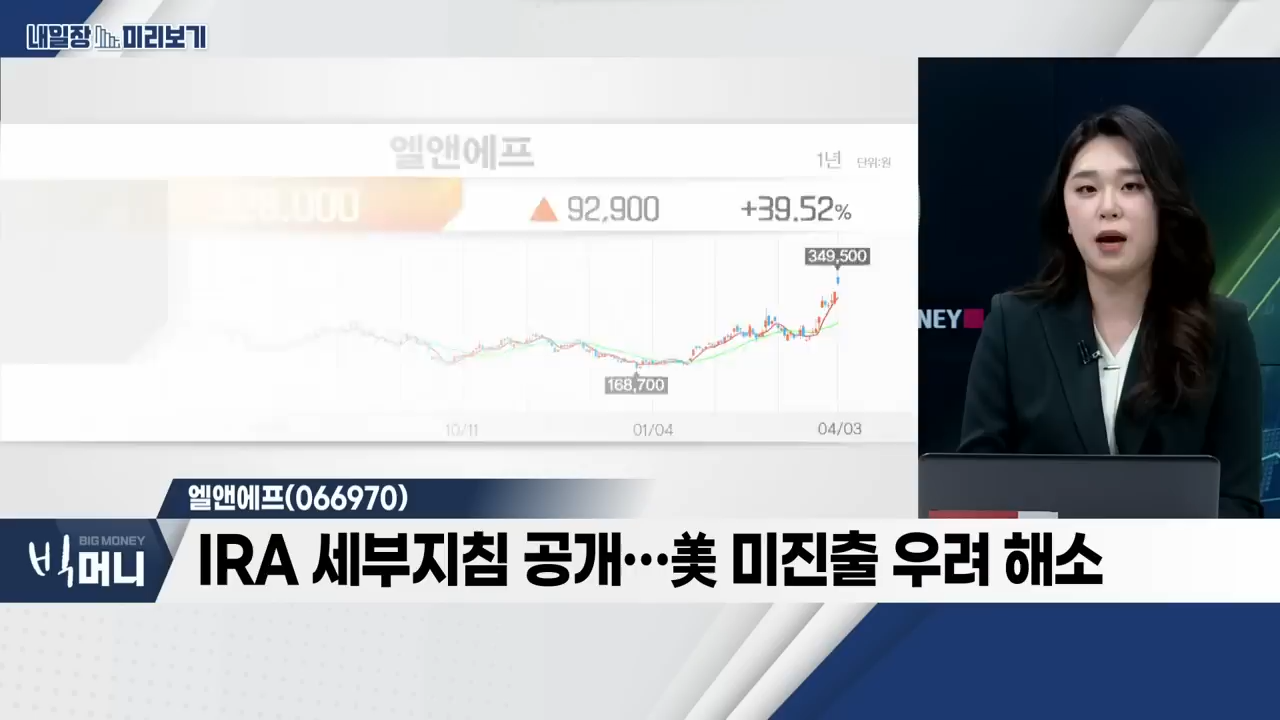 내일장 미리보기
엘앤에프
1년 단위:원
▲ 92,900 +39.52%
349,500
168,700
10/11 01/04 04/03
NEY
엘앤에프(066970)
BIG MONEY
빅머니
IRA 세부지침 공개…美 미진출 우려 해소